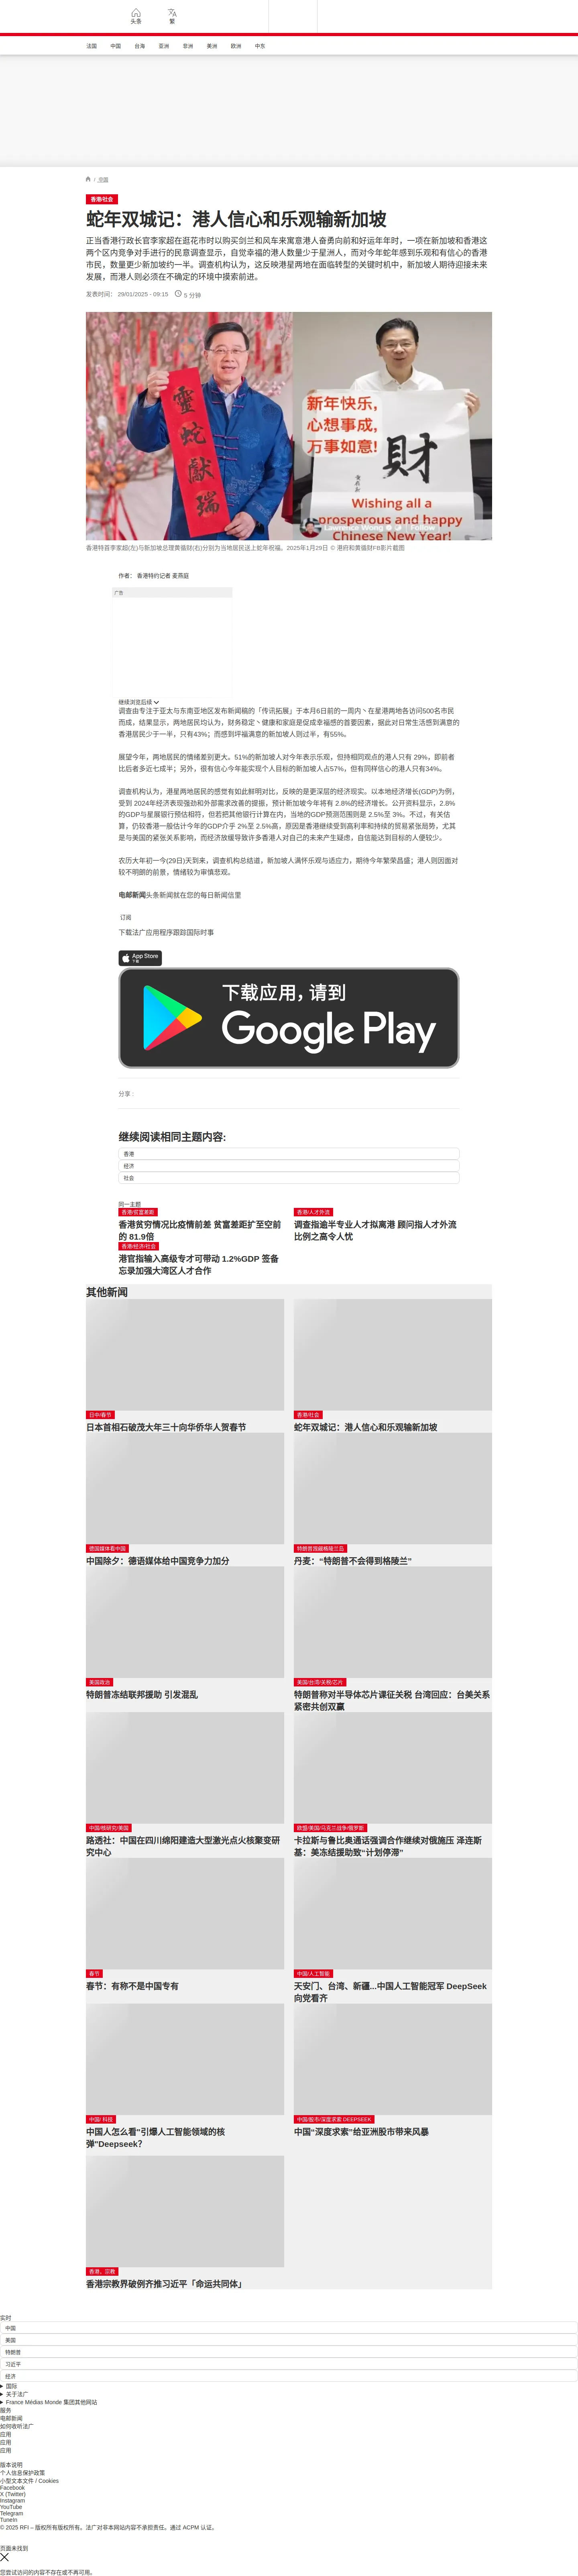 头条
繁
法国
中国
台海
亚洲
非洲
美洲
欧洲
中东
/ 中国
香港/社会
蛇年双城记：港人信心和乐观输新加坡
正当香港行政长官李家超在逛花市时以购买剑兰和风车来寓意港人奋勇向前和好运年年时，一项在新加坡和香港这
两个区内竞争对手进行的民意调查显示，自觉幸福的港人数量少于星洲人，而对今年蛇年感到乐观和有信心的香港
市民，数量更少新加坡约一半。调查机构认为，这反映港星两地在面临转型的关键时机中，新加坡人期待迎接未来
发展，而港人则必须在不确定的环境中摸索前进。
发表时间： 29/01/2025 - 09:15
5 分钟
靈蛇獻瑞
新年快乐，
心想事成，
万事如意！
财
Wishing all a
prosperous and happy
Chinese New Year!
香港特首李家超(左)与新加坡总理黄循财(右)分别为当地居民送上蛇年祝福。2025年1月29日 © 港府和黄循财FB影片截图
作者： 香港特约记者 麦燕庭
广告
继续浏览后续
调查由专注于亚太与东南亚地区发布新闻稿的「传讯拓展」于本月6日前的一周内丶在星港两地各访问500名市民
而成，结果显示，两地居民均认为，财务稳定丶健康和家庭是促成幸福感的首要因素，据此对日常生活感到满意的
香港居民少于一半，只有43%；而感到坪福满意的新加坡人则过半，有55%。
展望今年，两地居民的情绪差别更大。51%的新加坡人对今年表示乐观，但持相同观点的港人只有 29%，即前者
比后者多近七成半；另外，很有信心今年能实现个人目标的新加坡人占57%，但有同样信心的港人只有34%。
调查机构认为，港星两地居民的感觉有如此鲜明对比，反映的是更深层的经济现实。以本地经济增长(GDP)为例，
受到 2024年经济表现强劲和外部需求改善的提振，预计新加坡今年将有 2.8%的经济增长。公开资料显示，2.8%
的GDP与星展银行预估相符，但若把其他银行计算在内，当地的GDP预测范围则是 2.5%至 3%。不过，有关估
算，仍较香港一般估计今年的GDP介乎 2%至 2.5%高，原因是香港继续受到高利率和持续的贸易紧张局势，尤其
是与美国的紧张关系影响，而经济放缓导致许多香港人对自己的未来产生疑虑，自信能达到目标的人便较少。
农历大年初一今(29日)天到来，调查机构总结道，新加坡人满怀乐观与适应力，期待今年繁荣昌盛；港人则因面对
较不明朗的前景，情绪较为审慎悲观。
电邮新闻头条新闻就在您的每日新闻信里
订阅
下载法广应用程序跟踪国际时事
App Store
下载
下载应用，请到
Google Play
分享 :
继续阅读相同主题内容:
香港
经济
社会
同一主题
香港/贫富差距
香港贫穷情况比疫情前差 贫富差距扩至空前
的 81.9倍
香港/人才外流
调查指逾半专业人才拟离港 顾问指人才外流
比例之高令人忧
香港/经济/社会
港官指输入高级专才可带动 1.2%GDP 签备
忘录加强大湾区人才合作
其他新闻
日中/春节
日本首相石破茂大年三十向华侨华人贺春节
香港/社会
蛇年双城记：港人信心和乐观输新加坡
德国媒体看中国
中国除夕：德语媒体给中国竞争力加分
特朗普觊觎格陵兰岛
丹麦：“特朗普不会得到格陵兰”
美国政治
特朗普冻结联邦援助 引发混乱
美国/台湾/关税/芯片
特朗普称对半导体芯片课征关税 台湾回应：台美关系
紧密共创双赢
中国/核研究/美国
路透社：中国在四川绵阳建造大型激光点火核聚变研
究中心
欧盟/美国/乌克兰战争/俄罗斯
卡拉斯与鲁比奥通话强调合作继续对俄施压 泽连斯
基：美冻结援助致“计划停滞”
春节
春节：有称不是中国专有
中国/人工智能
天安门、台湾、新疆...中国人工智能冠军 DeepSeek
向党看齐
中国/ 科技
中国人怎么看"引爆人工智能领域的核
弹"Deepseek?
中国/股市/深度求索 DEEPSEEK
中国“深度求索”给亚洲股市带来风暴
香港，宗教
香港宗教界破例齐推习近平「命运共同体」
实时
中国
美国
特朗普
习近平
经济
国际
关于法广
France Médias Monde 集团其他网站
服务
电邮新闻
如何收听法广
应用
应用
应用
版本说明
个人信息保护政策
小型文本文件 / Cookies
Facebook
X (Twitter)
Instagram
YouTube
Telegram
TuneIn
© 2025 RFI – 版权所有版权所有。法广对非本网站内容不承担责任。通过 ACPM 认证。
页面未找到
您尝试访问的内容不存在或不再可用。